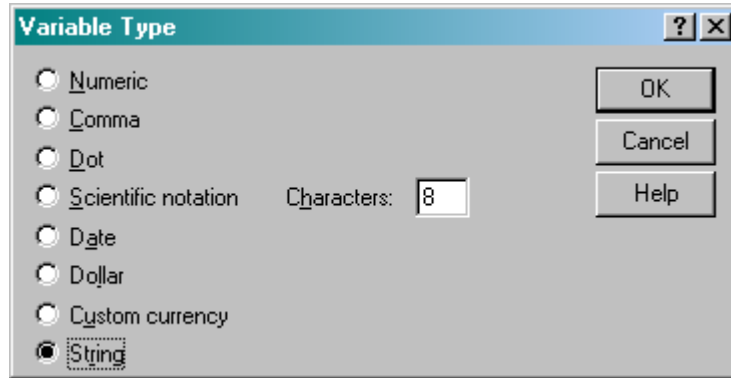 Variable Type
Numeric
OK
Comma
Cancel
Dot
Scientific notation Characters: 8
Help
Date
Dollar
Custom currency
String